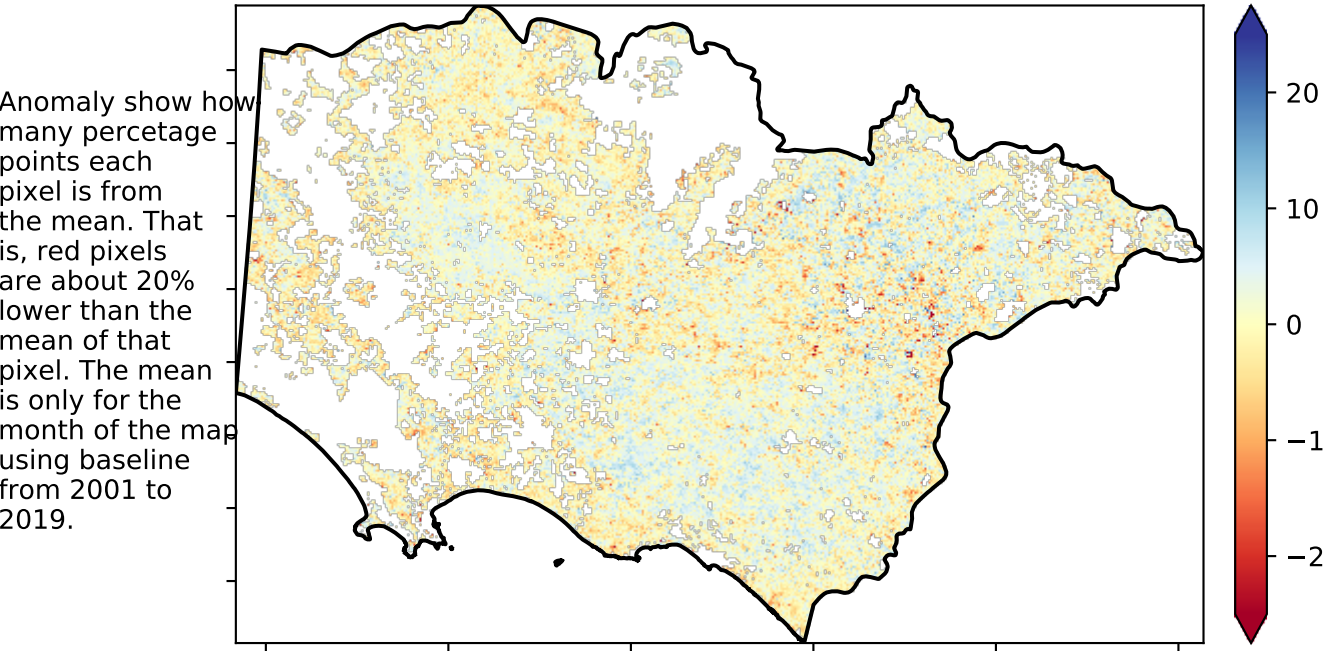 Anomaly show how
many percetage
points each
pixel is from
the mean. That
is, red pixels
are about 20%
lower than the
mean of that
pixel. The mean
is only for the
month of the map
using baseline
from 2001 to
2019.
20
10
0
−1
−2